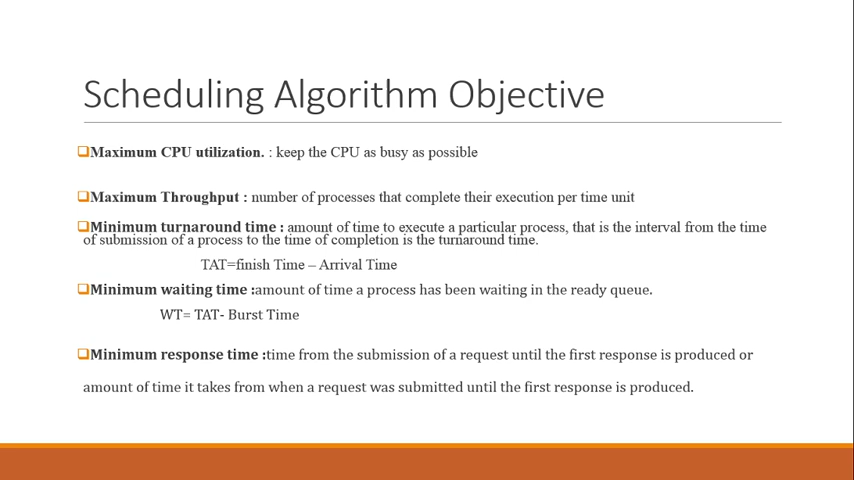 Scheduling Algorithm Objective
❑Maximum CPU utilization. : keep the CPU as busy as possible
❑Maximum Throughput : number of processes that complete their execution per time unit
❑Minimum turnaround time : amount of time to execute a particular process, that is the interval from the time
of submission of a process to the time of completion is the turnaround time.
TAT=finish Time – Arrival Time
❑Minimum waiting time :amount of time a process has been waiting in the ready queue.
WT= TAT- Burst Time
❑Minimum response time :time from the submission of a request until the first response is produced or
amount of time it takes from when a request was submitted until the first response is produced.